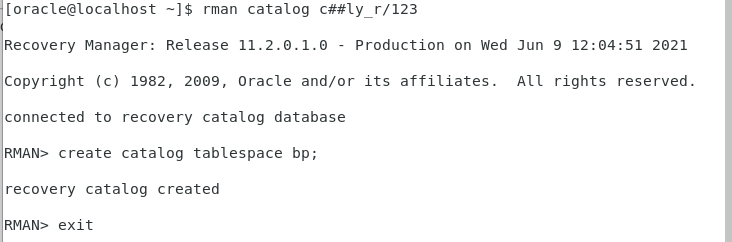 [oracle@localhost ~]$ rman catalog c##ly_r/123
Recovery Manager: Release 11.2.0.1.0 - Production on Wed Jun 9 12:04:51 2021
Copyright (c) 1982, 2009, Oracle and/or its affiliates.  All rights reserved.
connected to recovery catalog database
RMAN> create catalog tablespace bp;
recovery catalog created
RMAN> exit